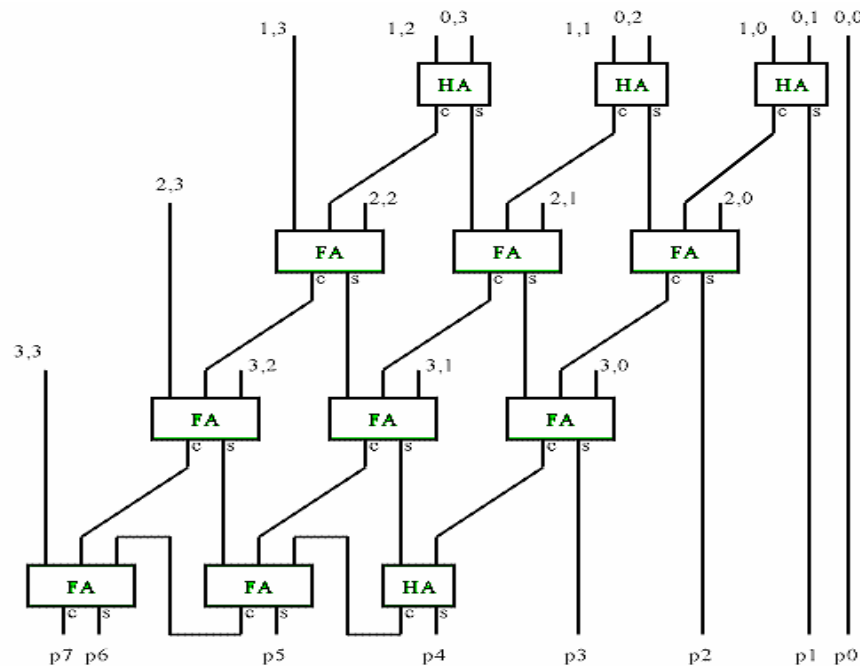 1,3 1,2 0,3 1,1 0,2 1,0 0,1 0,0
HA HA HA
c s c s c s
2,3 2,2 2,1 2,0
FA FA FA
c s c s c s
3,3 3,2 3,1 3,0
FA FA FA
c s c s c s
FA FA HA
c s c s c s
p7 p6 p5 p4 p3 p2 p1 p0